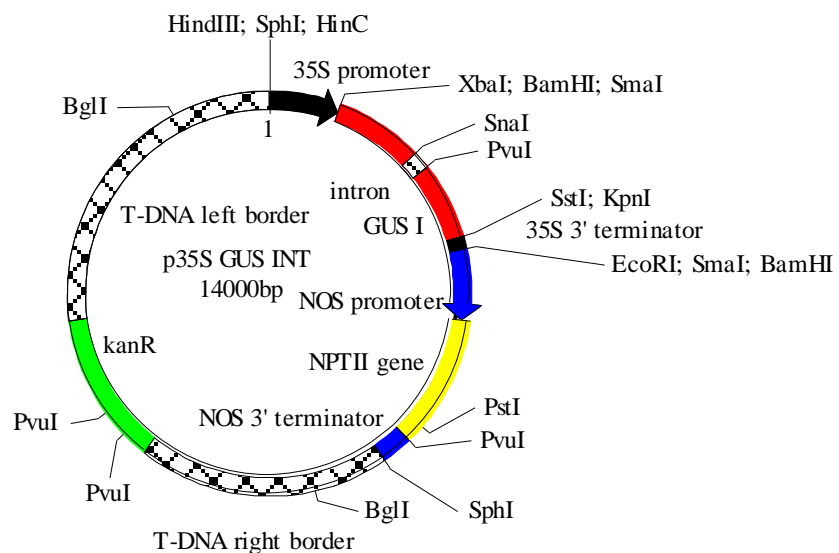 HindIII; SphI; HinC
35S promoter
XbaI; BamHI; SmaI
BglI
1
SnaI
PvuI
intron
GUS I
SstI; KpnI
35S 3' terminator
EcoRI; SmaI; BamHI
T-DNA left border
p35S GUS INT
14000bp
NOS promoter
kanR
NPTII gene
PstI
PvuI
NOS 3' terminator
PvuI
PvuI
BglI
SphI
T-DNA right border